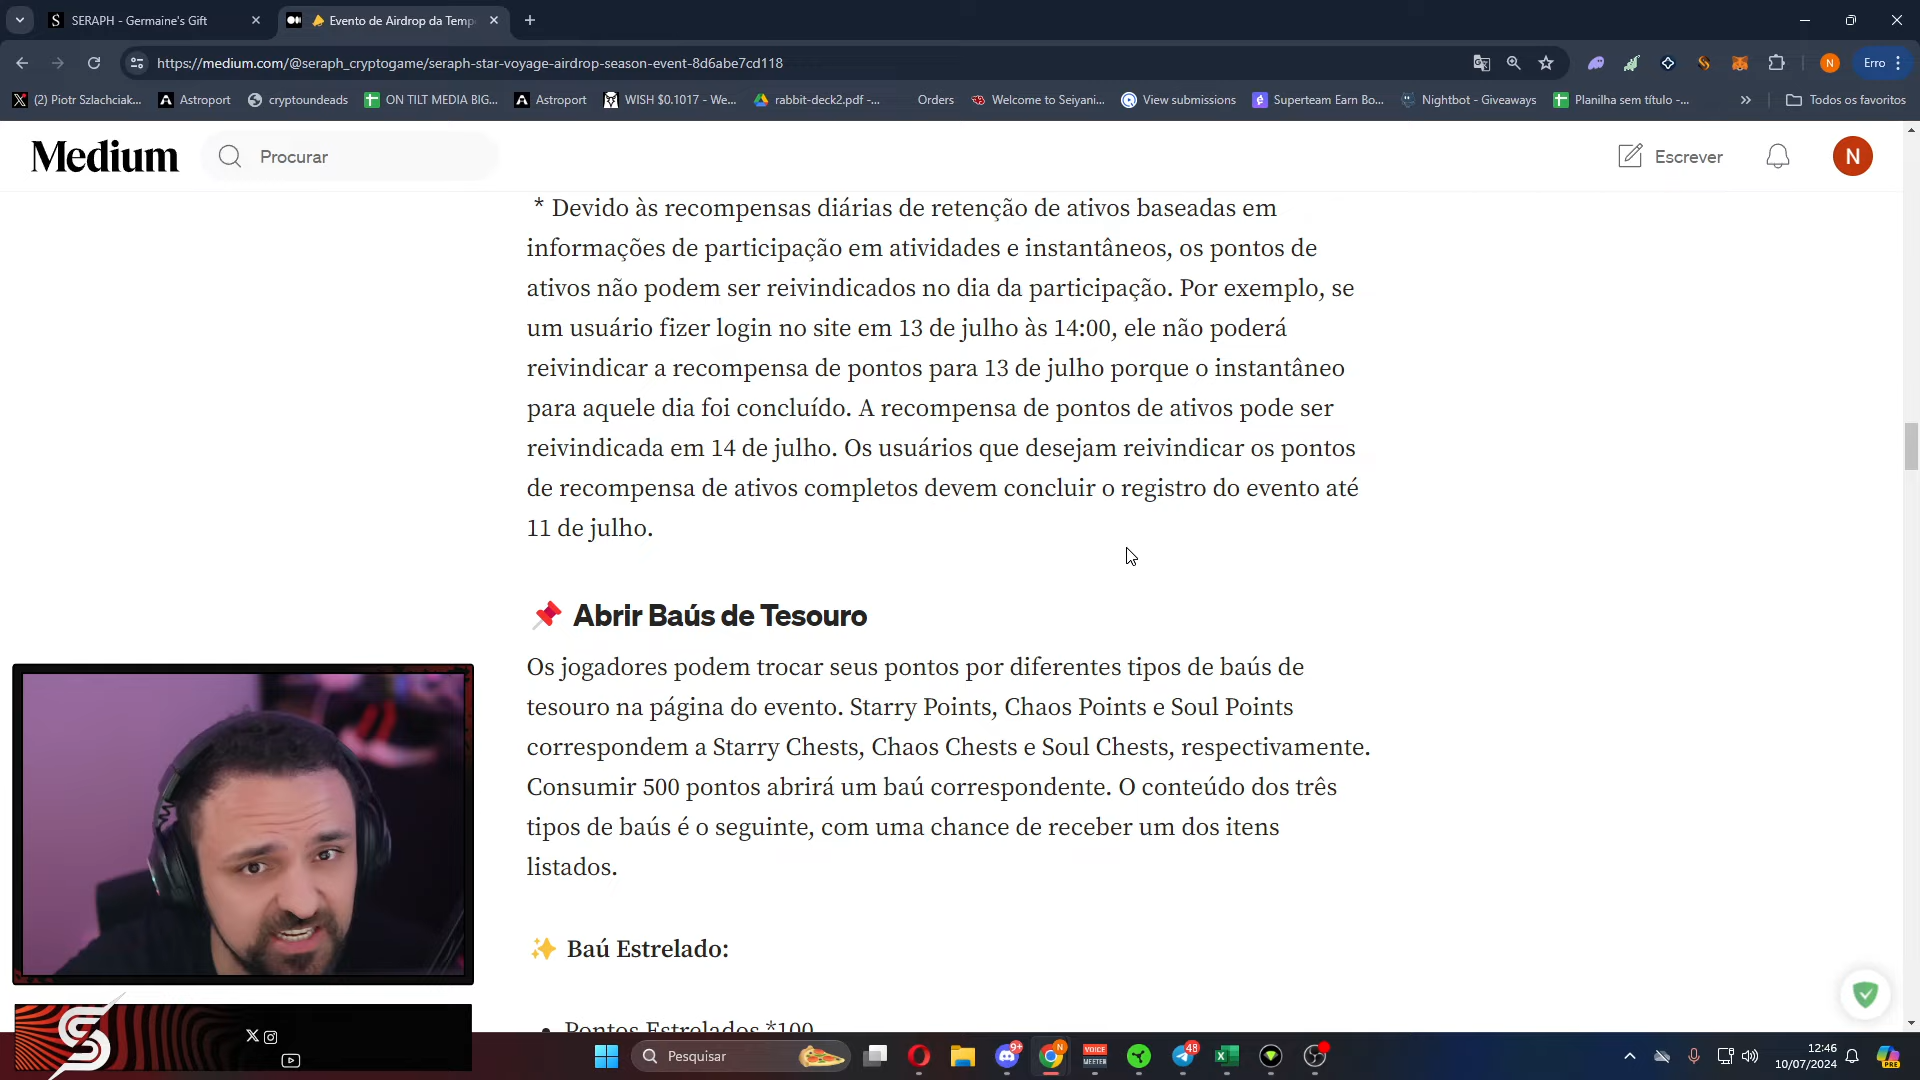 SERAPH - Germaine's Gift
Evento de Airdrop da Temp
https://medium.com/@seraph_cryptogame/seraph-star-voyage-airdrop-season-event-8d6abe7cd118
N
Erro
(2) Piotr Szlachciak...
Astroport
cryptoundeads
ON TILT MEDIA BIG...
Astroport
WISH $0.1017 - We...
rabbit-deck2.pdf -...
Orders
Welcome to Seiyani...
View submissions
Superteam Earn Bo...
Nightbot - Giveaways
Planilha sem título -...
Todos os favoritos
Medium
Procurar
Escrever
N
* Devido às recompensas diárias de retenção de ativos baseadas em
informações de participação em atividades e instantâneos, os pontos de
ativos não podem ser reivindicados no dia da participação. Por exemplo, se
um usuário fizer login no site em 13 de julho às 14:00, ele não poderá
reivindicar a recompensa de pontos para 13 de julho porque o instantâneo
para aquele dia foi concluído. A recompensa de pontos de ativos pode ser
reivindicada em 14 de julho. Os usuários que desejam reivindicar os pontos
de recompensa de ativos completos devem concluir o registro do evento até
11 de julho.
Abrir Baús de Tesouro
Os jogadores podem trocar seus pontos por diferentes tipos de baús de
tesouro na página do evento. Starry Points, Chaos Points e Soul Points
correspondem a Starry Chests, Chaos Chests e Soul Chests, respectivamente.
Consumir 500 pontos abrirá um baú correspondente. O conteúdo dos três
tipos de baús é o seguinte, com uma chance de receber um dos itens
listados.
Baú Estrelado:
Pontos Estrelados *100
Pesquisar
9+
N
VOICE
MEETER
48
12:46
10/07/2024
PRE